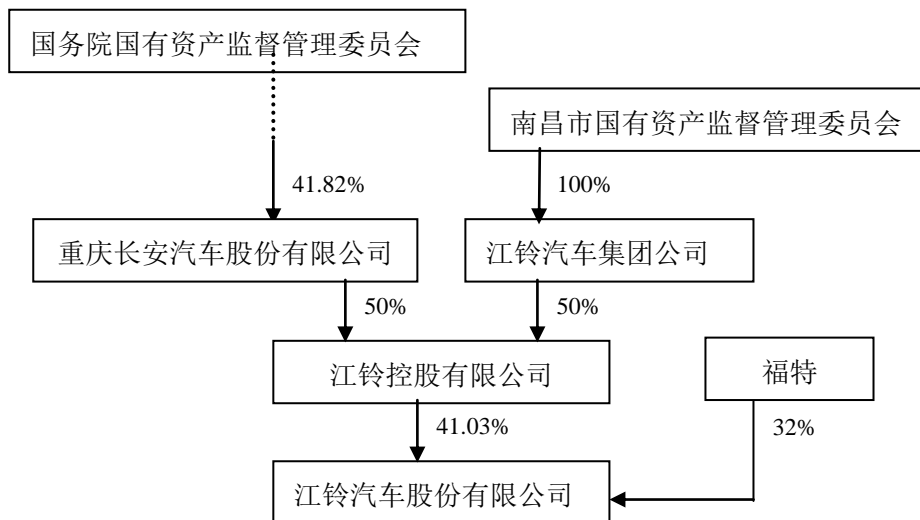 国务院国有资产监督管理委员会
南昌市国有资产监督管理委员会
41.82%
100%
重庆长安汽车股份有限公司
江铃汽车集团公司
50%
50%
江铃控股有限公司
福特
41.03%
32%
江铃汽车股份有限公司